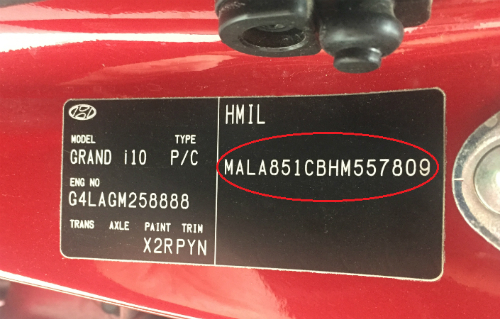 MODEL TYPE
GRAND i10 P/C
ENG NO
G4LAGM258888
TRANS AXLE PAINT TRIM
X2RPYN
HMIL
MALA851CBHM557809